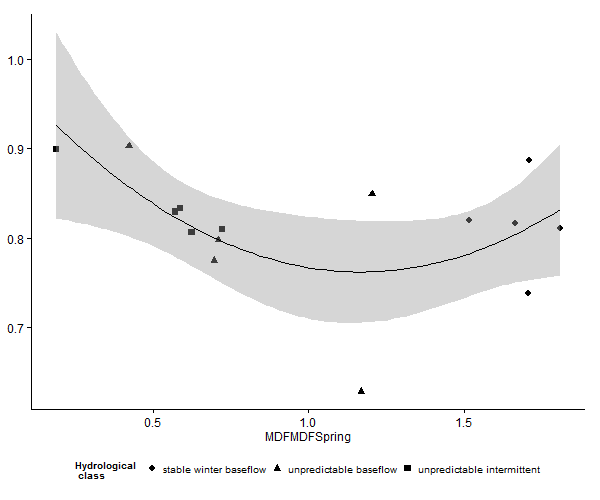 1.0
0.9
0.8
0.7
0.5 1.0 1.5
MDFMDFSpring
Hydrological
class
stable winter baseflow unpredictable baseflow unpredictable intermittent